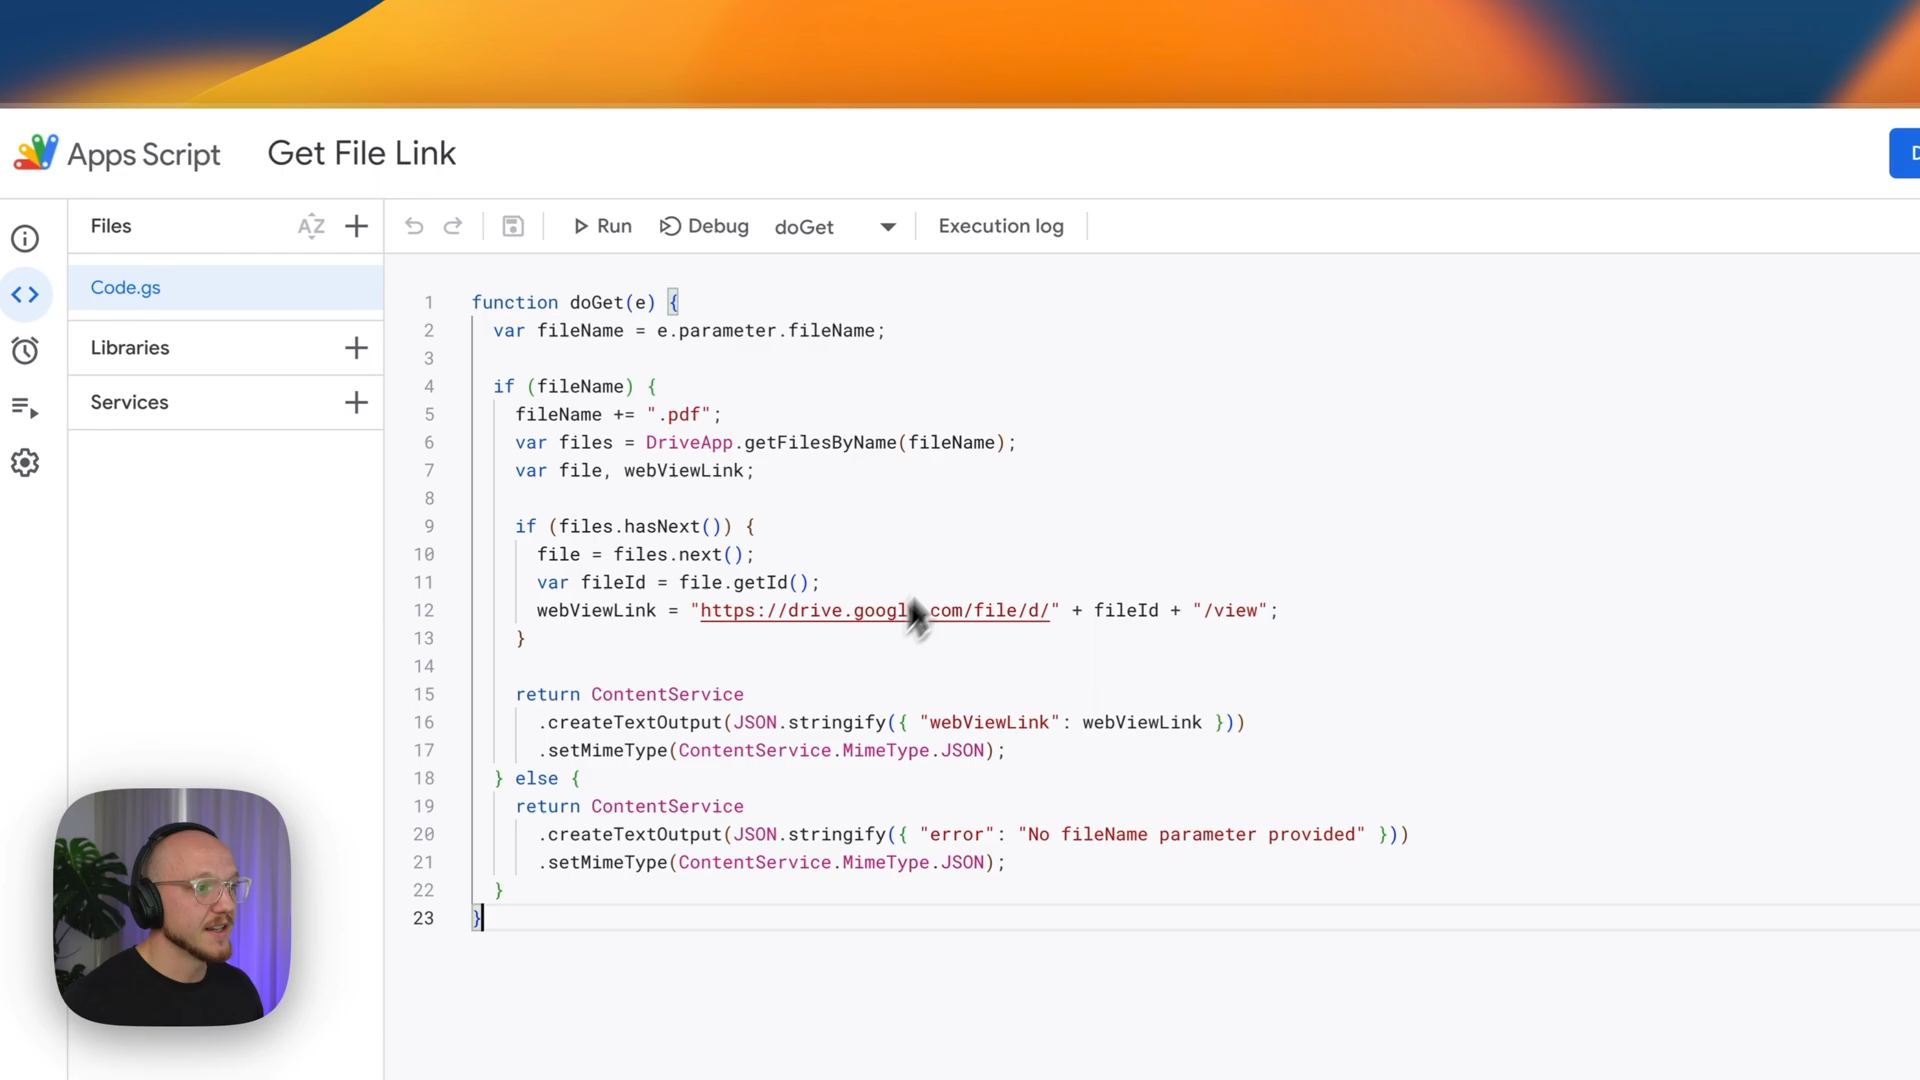 Apps Script
Get File Link
Files
Run
Debug
doGet
Execution log
Code.gs
Libraries
Services
1 function doGet(e) {
2 var fileName = e.parameter.fileName;
3
4 if (fileName) {
5 fileName += ".pdf";
6 var files = DriveApp.getFilesByName(fileName);
7 var file, webViewLink;
8
9 if (files.hasNext()) {
10 file = files.next();
11 var fileId = file.getId();
12 webViewLink = "https://drive.google.com/file/d/" + fileId + "/view";
13 }
14
15 return ContentService
16 .createTextOutput(JSON.stringify({ "webViewLink": webViewLink }))
17 .setMimeType(ContentService.MimeType.JSON);
18 } else {
19 return ContentService
20 .createTextOutput(JSON.stringify({ "error": "No fileName parameter provided" }))
21 .setMimeType(ContentService.MimeType.JSON);
22 }
23 }